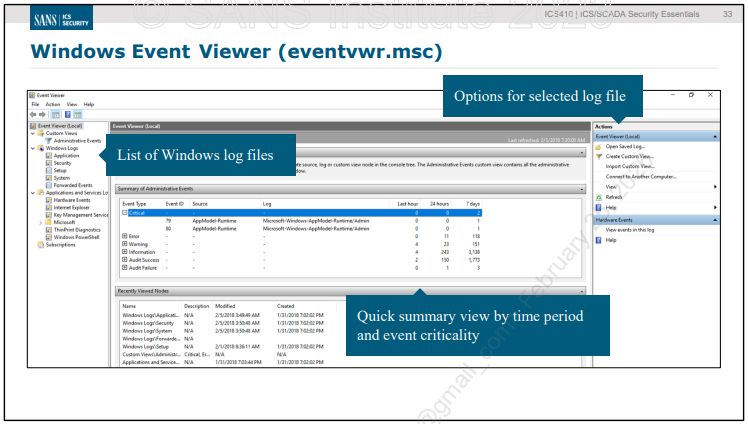 © SANS Institute 2023
SANS | ICS SECURITY
ICS410 | ICS/SCADA Security Essentials 33
Windows Event Viewer (eventvwr.msc)
Options for selected log file
Event Viewer
File Action View Help
Event Viewer (Local)
Custom Views
Administrative Events
Windows Logs
Application
Security
Setup
System
Forwarded Events
Applications and Services Lo
Hardware Events
Internet Explorer
Key Management Service
Microsoft
ThinPrint Diagnostics
Windows PowerShell
Subscriptions
List of Windows log files
Event Viewer (Local)
Last refreshed: 2/5/2018 7:00:00 AM
source, log or custom view node in the console tree. The Administrative Events custom view contains all the administrative
Summary of Administrative Events
Event Type Event ID Source Log Last hour 24 hours 7 days
Critical - - - 0 0 2
79 AppModel-Runtime Microsoft-Windows-AppModel-Runtime/Admin 0 0 1
80 AppModel-Runtime Microsoft-Windows-AppModel-Runtime/Admin 0 0 1
Error - - - 0 11 118
Warning - - - 4 23 151
Information - - - 4 243 3,138
Audit Success - - - 2 150 1,773
Audit Failure - - - 0 1 3
Recently Viewed Nodes
Name Description Modified Created
Windows Logs\Applicati... N/A 2/5/2018 3:49:49 AM 1/31/2018 7:02:02 PM
Windows Logs\Security N/A 2/5/2018 3:50:48 AM 1/31/2018 7:02:02 PM
Windows Logs\System N/A 2/5/2018 3:50:48 AM 1/31/2018 7:02:02 PM
Windows Logs\Forwarde... N/A
Windows Logs\Setup N/A 2/1/2018 8:36:11 AM 1/31/2018 7:02:02 PM
Custom Views\Administr... Critical, Er... N/A N/A
Applications and Service... N/A 1/31/2018 7:03:44 PM 1/31/2018 7:02:02 PM
Quick summary view by time period
and event criticality
Actions
Event Viewer (Local)
Open Saved Log...
Create Custom View...
Import Custom View...
Connect to Another Computer...
View
Refresh
Help
Hardware Events
View events in this log
Help
@gmail_com
February